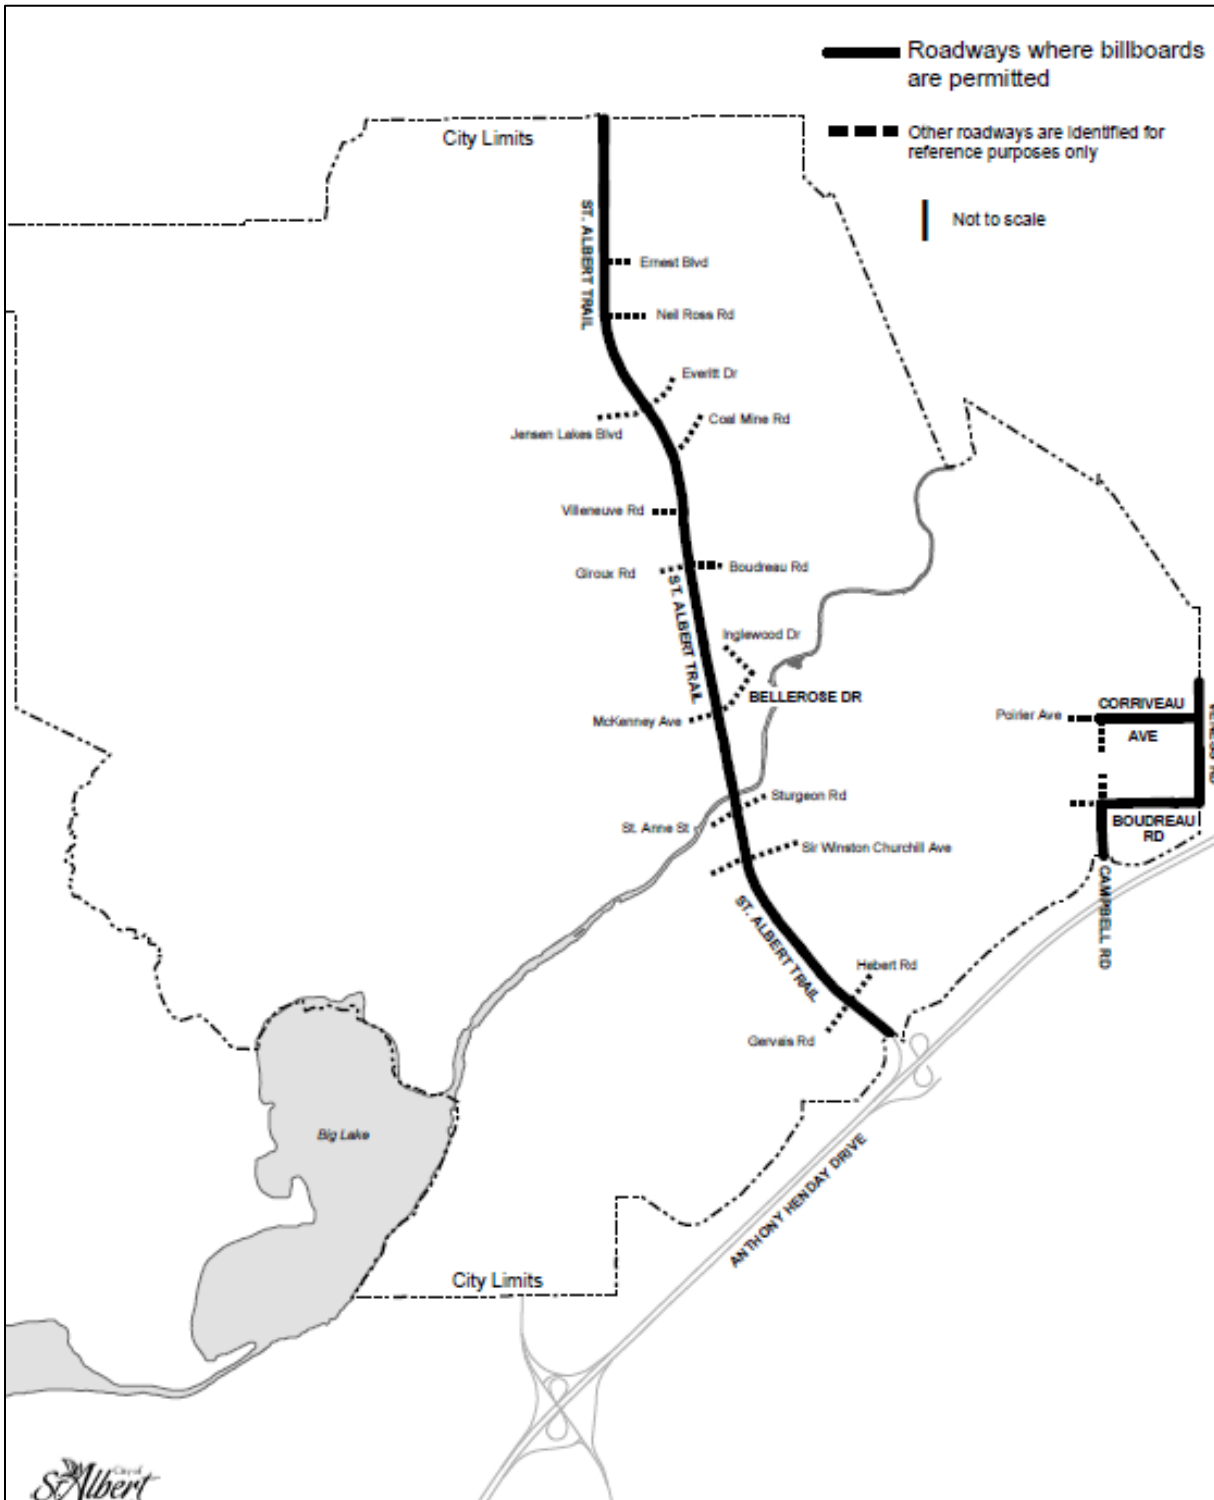 Roadways where billboards
are permitted
Other roadways are identified for
reference purposes only
Not to scale
City Limits
ST. ALBERT TRAIL
Ernest Blvd
Neil Ross Rd
Everitt Dr
Coal Mine Rd
Jensen Lakes Blvd
Villeneuve Rd
Giroux Rd
Boudreau Rd
ST. ALBERT TRAIL
Inglewood Dr
BELLEROSE DR
McKenney Ave
Poirier Ave
CORRIVEAU
AVE
Sturgeon Rd
St. Anne St
BOUDREAU
RD
Sir Winston Churchill Ave
CAMPBELL RD
ST. ALBERT TRAIL
Hebert Rd
Gervais Rd
Big Lake
ANTHONY HENDAY DRIVE
City Limits
City of
St. Albert